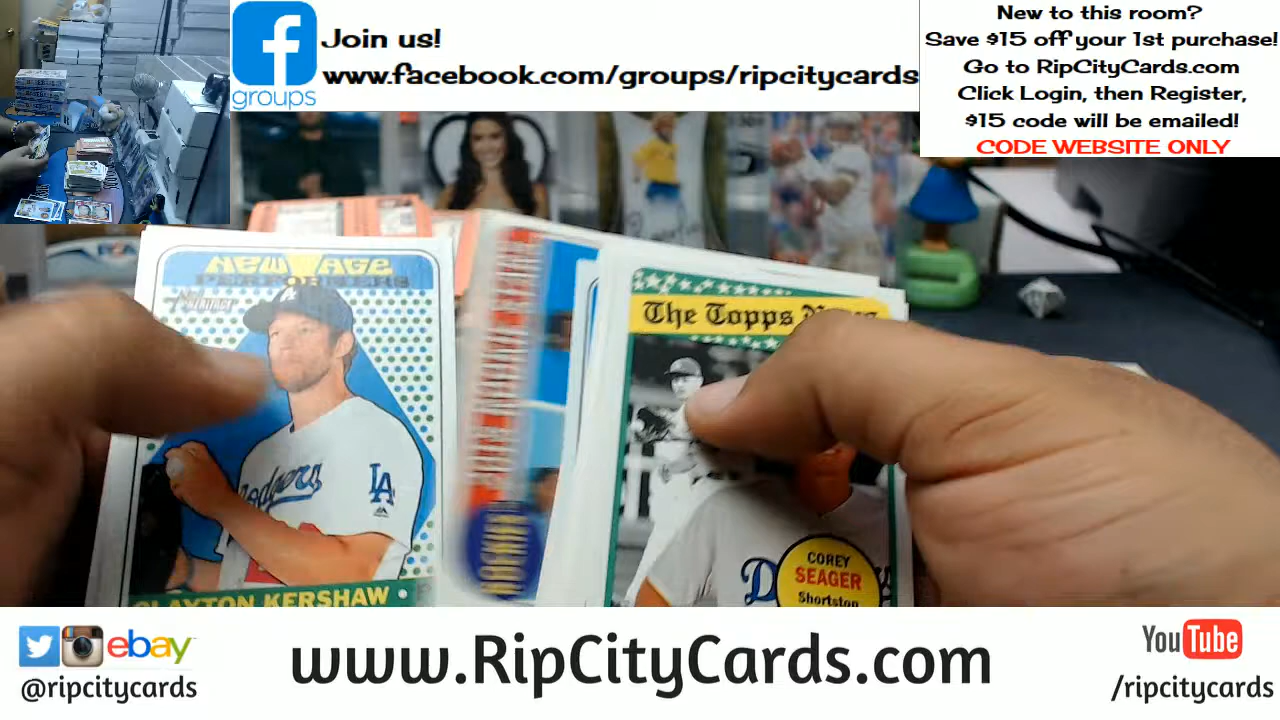 Join us!
www.facebook.com/groups/ripcitycards
groups
New to this room?
Save $15 off your 1st purchase!
Go to RipCityCards.com
Click Login, then Register,
$15 code will be emailed!
CODE WEBSITE ONLY
NEW AGE
HERITAGE
Dodgers
LA
CLAYTON KERSHAW
The Topps
D
COREY
SEAGER
Shortstop
ebay
@ripcitycards
www.RipCityCards.com
YouTube
/ripcitycards